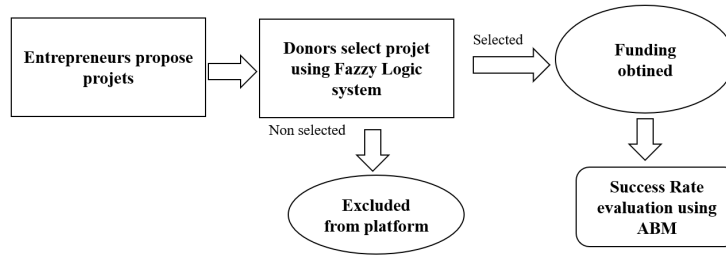 Entrepreneurs propose
projets
Donors select projet
using Fazzy Logic
system
Selected
Funding
obtined
Non selected
Excluded
from platform
Success Rate
evaluation using
ABM